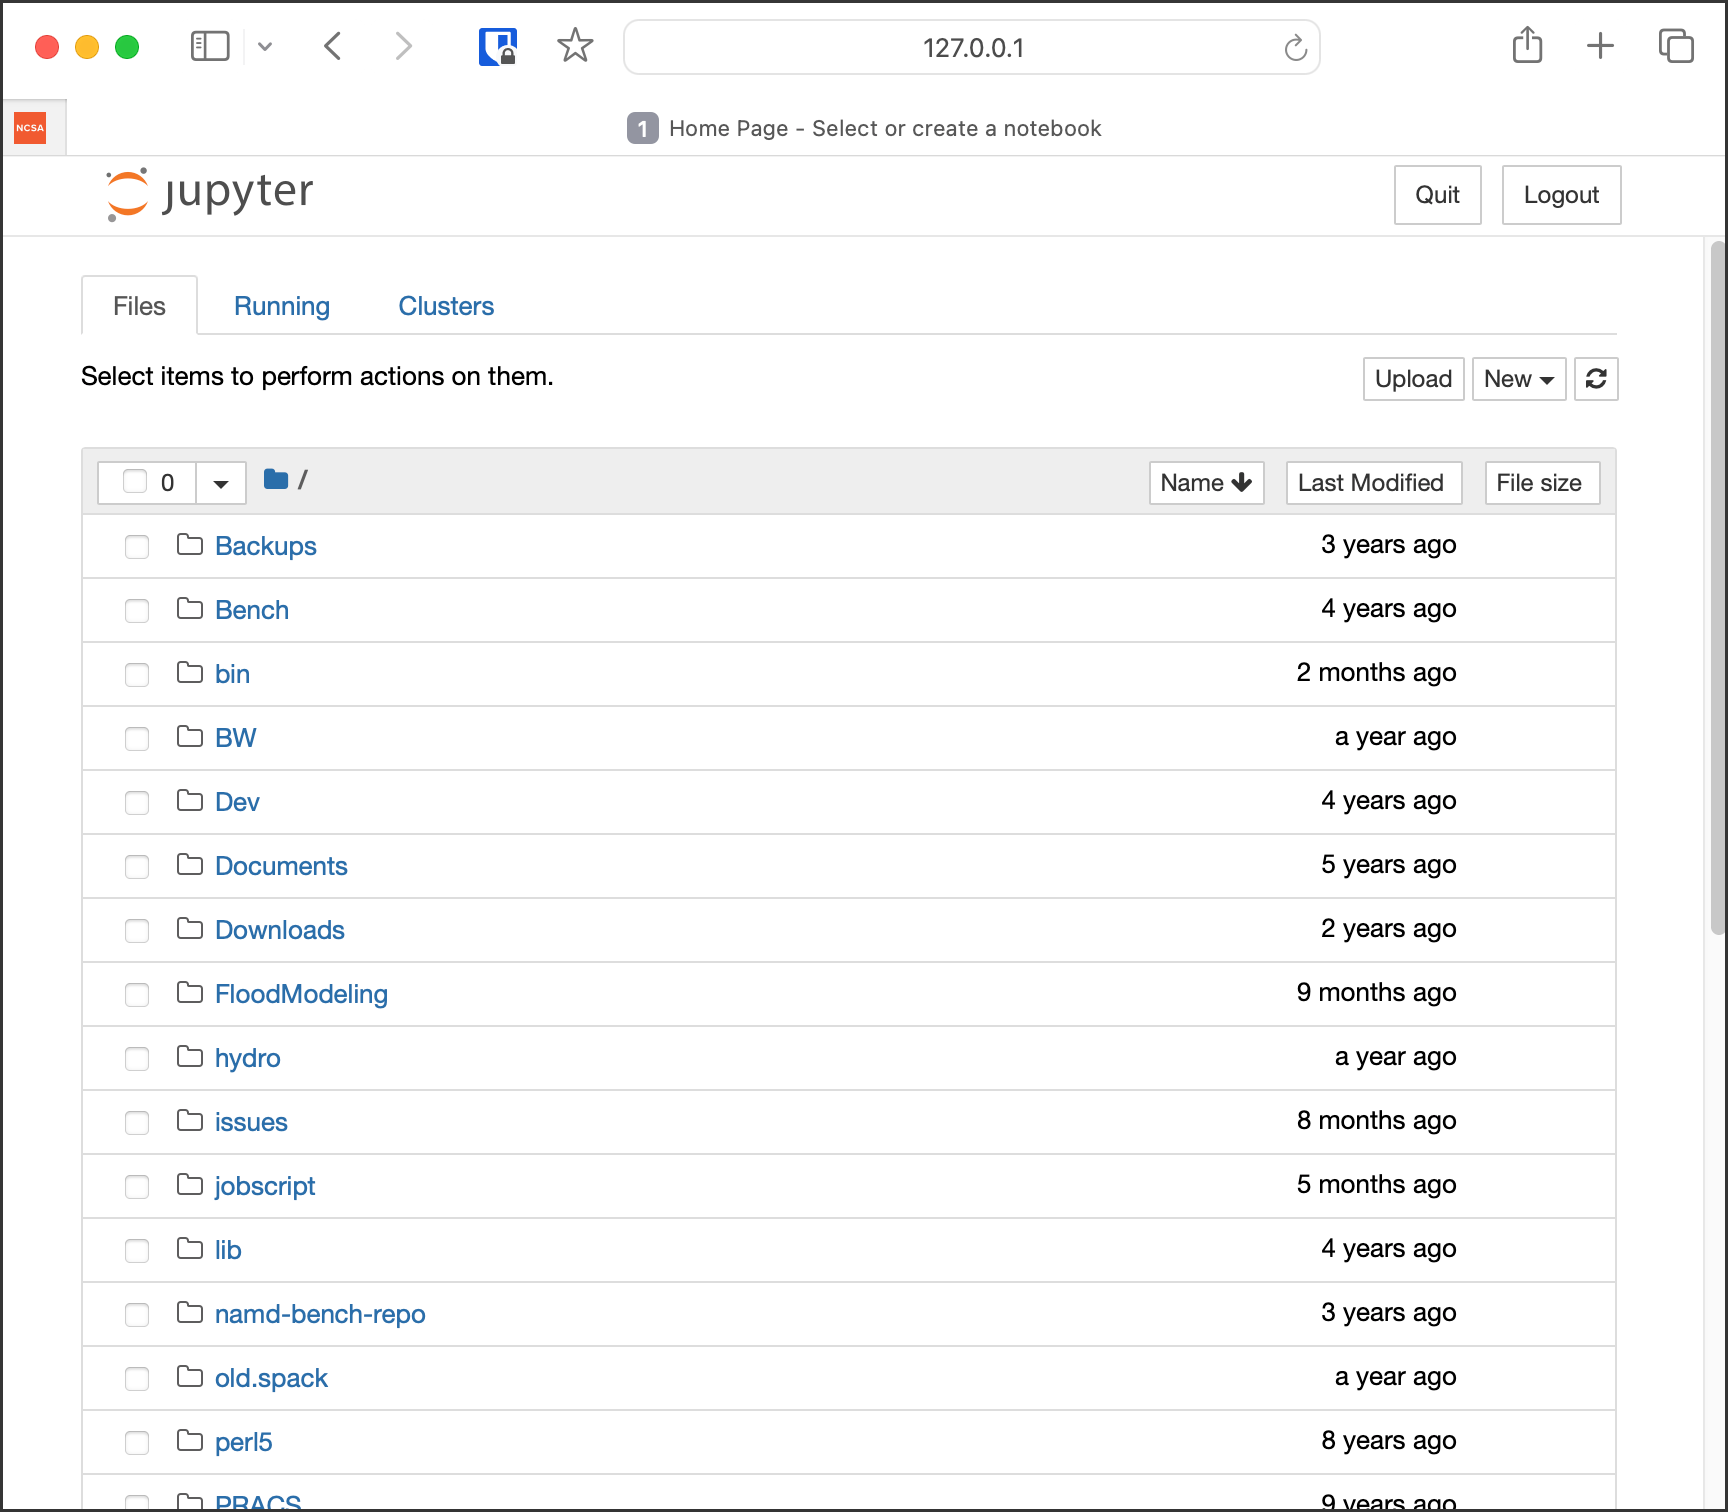 127.0.0.1
NCSA
1 Home Page - Select or create a notebook
jupyter
Quit
Logout
Files
Running
Clusters
Select items to perform actions on them.
Upload
New
0
/
Name
Last Modified
File size
Backups 3 years ago
Bench 4 years ago
bin 2 months ago
BW a year ago
Dev 4 years ago
Documents 5 years ago
Downloads 2 years ago
FloodModeling 9 months ago
hydro a year ago
issues 8 months ago
jobscript 5 months ago
lib 4 years ago
namd-bench-repo 3 years ago
old.spack a year ago
perl5 8 years ago
PRACS 9 years ago